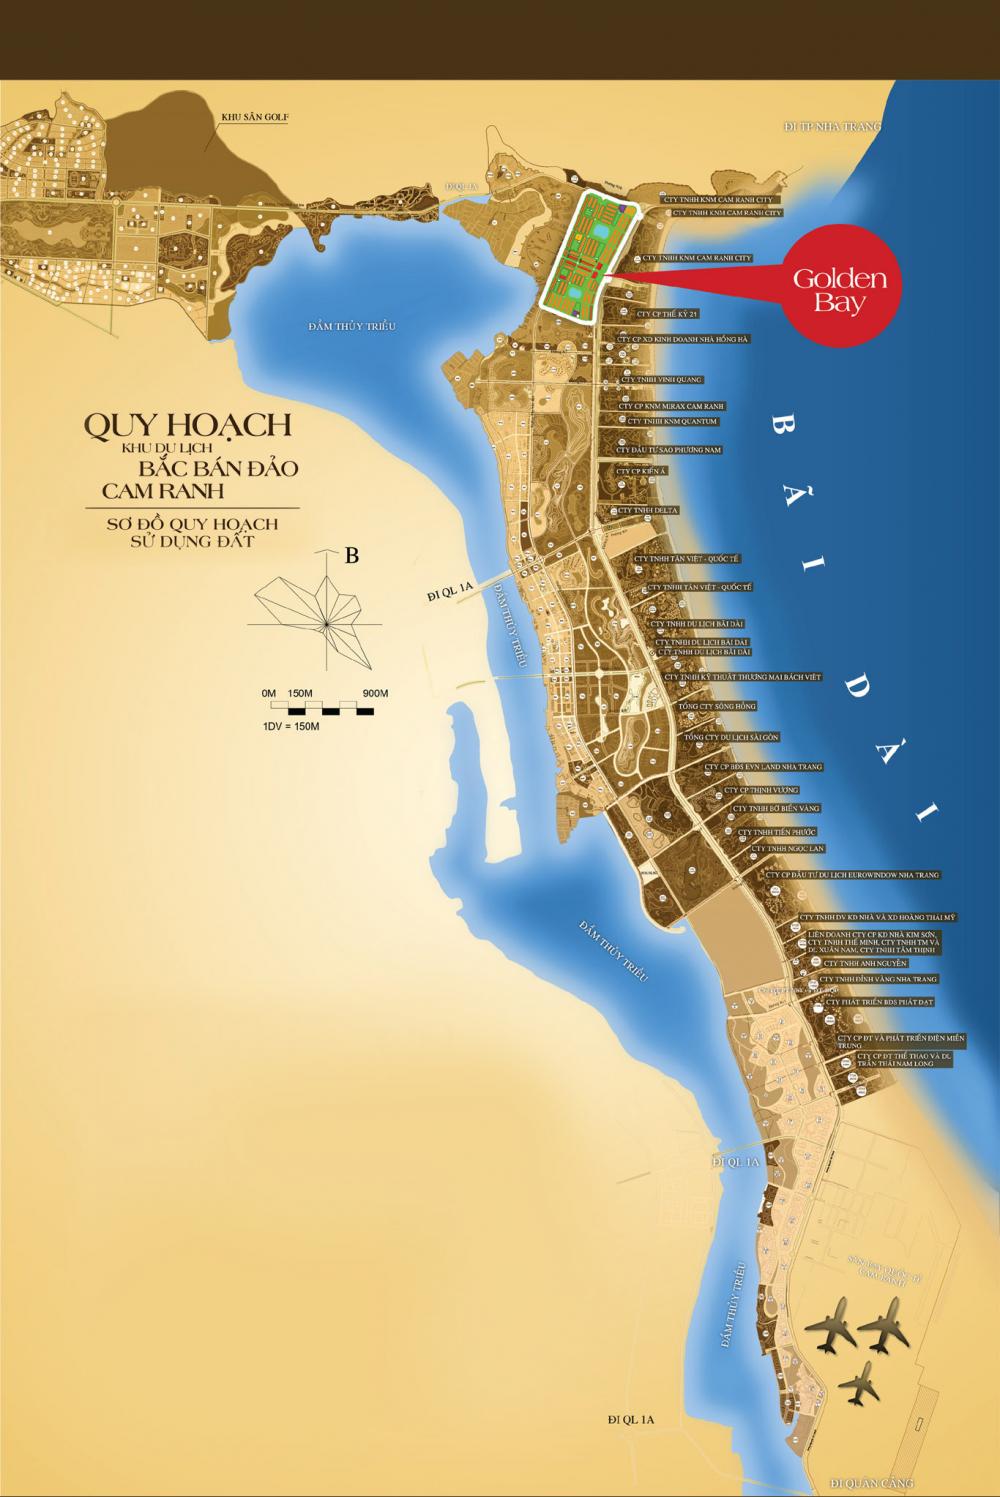 KHU SÂN GOLF
ĐI TP NHA TRANG
ĐI QL 1A
CTY TNHH KNM CAM RANH CITY
CTY TNHH KNM CAM RANH CITY
CTY TNHH KNM CAM RANH CITY
Golden
Bay
CTY CP THẾ KỶ 21
ĐẦM THỦY TRIỀU
CTY CP XD KINH DOANH NHÀ HỒNG HÀ
CTY TNHH VINH QUANG
CTY CP KNM MIRAX CAM RANH
CTY TNHH KNM QUANTUM
CTY ĐẦU TƯ SAO PHƯƠNG NAM
CTY CP KIẾN Á
CTY TNHH DELTA
BÃI DÀI
QUY HOẠCH
KHU DU LỊCH
BẮC BÁN ĐẢO
CAM RANH
SƠ ĐỒ QUY HOẠCH
SỬ DỤNG ĐẤT
B
0M 150M 900M
1DV = 150M
ĐI QL 1A
ĐẦM THỦY TRIỀU
CTY TNHH TÂN VIỆT - QUỐC TẾ
CTY TNHH TÂN VIỆT - QUỐC TẾ
CTY TNHH DU LỊCH BÃI DÀI
CTY TNHH DU LỊCH BÃI DÀI
CTY TNHH DU LỊCH BÃI DÀI
CTY TNHH KỸ THUẬT THƯƠNG MẠI BÁCH VIỆT
TỔNG CTY SÔNG HỒNG
TỔNG CTY DU LỊCH SÀI GÒN
CTY CP BĐS EVN LAND NHA TRANG
CTY CP THỊNH VƯỢNG
CTY TNHH BỜ BIỂN VÀNG
CTY TNHH TIẾN PHƯỚC
CTY TNHH NGỌC LAN
CTY CP ĐẦU TƯ DU LỊCH EUROWINDOW NHA TRANG
CTY TNHH DV KD NHÀ VÀ XD HOÀNG THÁI MỸ
LIÊN DOANH CTY CP KD NHÀ KIM SƠN,
CTY TNHH THẾ MINH, CTY TNHH TM VÀ
DL XUÂN NAM, CTY TNHH TÂM THỊNH
CTY TNHH ANH NGUYÊN
CTY TNHH ĐỈNH VÀNG NHA TRANG
CTY PHÁT TRIỂN BĐS PHÁT ĐẠT
CTY CP ĐT VÀ PHÁT TRIỂN ĐIỆN MIỀN
TRUNG
CTY CP ĐT THỂ THAO VÀ DL
TRẦN THÁI NAM LONG
ĐẦM THỦY TRIỀU
ĐI QL 1A
SÂN BAY QUỐC TẾ
CAM RANH
ĐẦM THỦY TRIỀU
ĐI QL 1A
ĐI QUÂN CẢNG